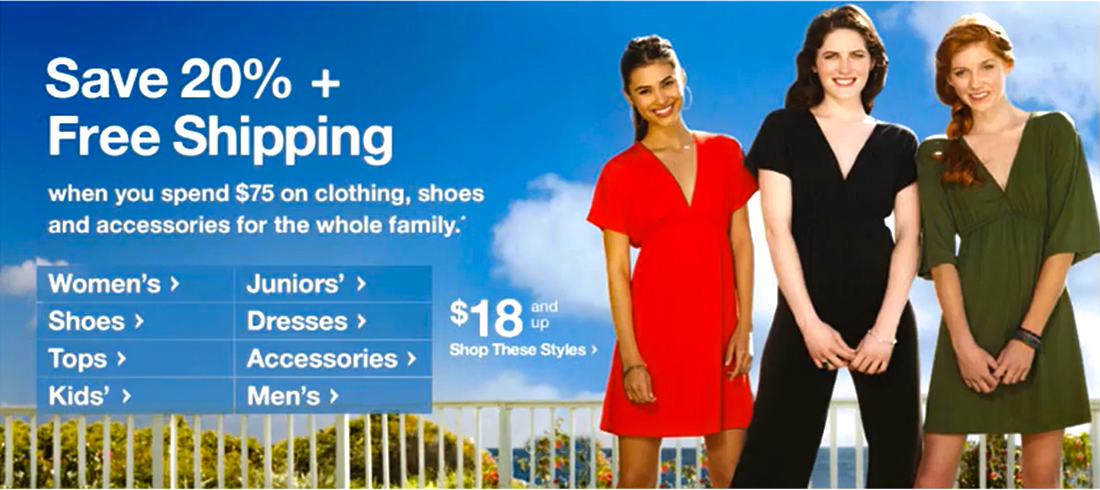 Save 20% +
Free Shipping
when you spend $75 on clothing, shoes
and accessories for the whole family.*
Women's >
Juniors' >
Shoes >
Dresses >
Tops >
Accessories >
Kids' >
Men's >
$18 and up
Shop These Styles >